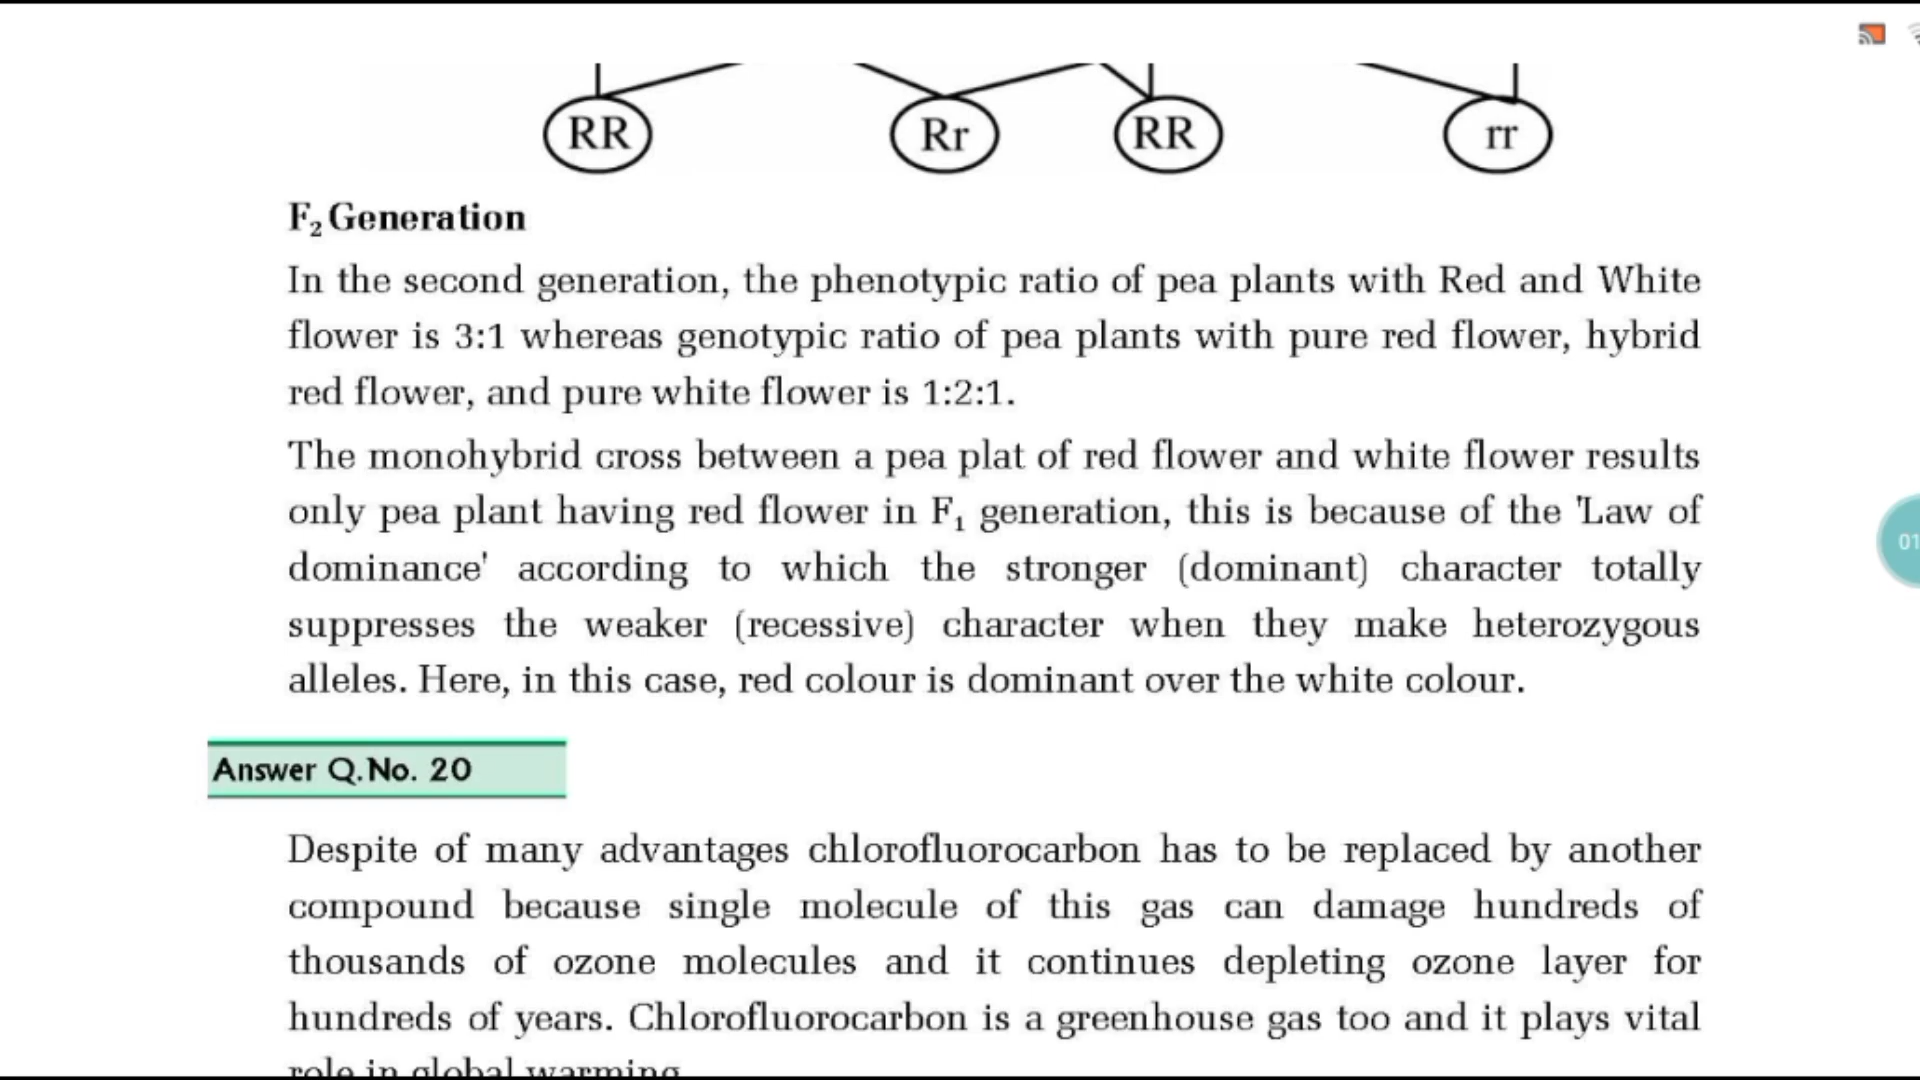 RR Rr RR rr
F₂ Generation
In the second generation, the phenotypic ratio of pea plants with Red and White
flower is 3:1 whereas genotypic ratio of pea plants with pure red flower, hybrid
red flower, and pure white flower is 1:2:1.
The monohybrid cross between a pea plat of red flower and white flower results
only pea plant having red flower in F₁ generation, this is because of the 'Law of
dominance' according to which the stronger (dominant) character totally
suppresses the weaker (recessive) character when they make heterozygous
alleles. Here, in this case, red colour is dominant over the white colour.
01
Answer Q.No. 20
Despite of many advantages chlorofluorocarbon has to be replaced by another
compound because single molecule of this gas can damage hundreds of
thousands of ozone molecules and it continues depleting ozone layer for
hundreds of years. Chlorofluorocarbon is a greenhouse gas too and it plays vital
role in global warming.